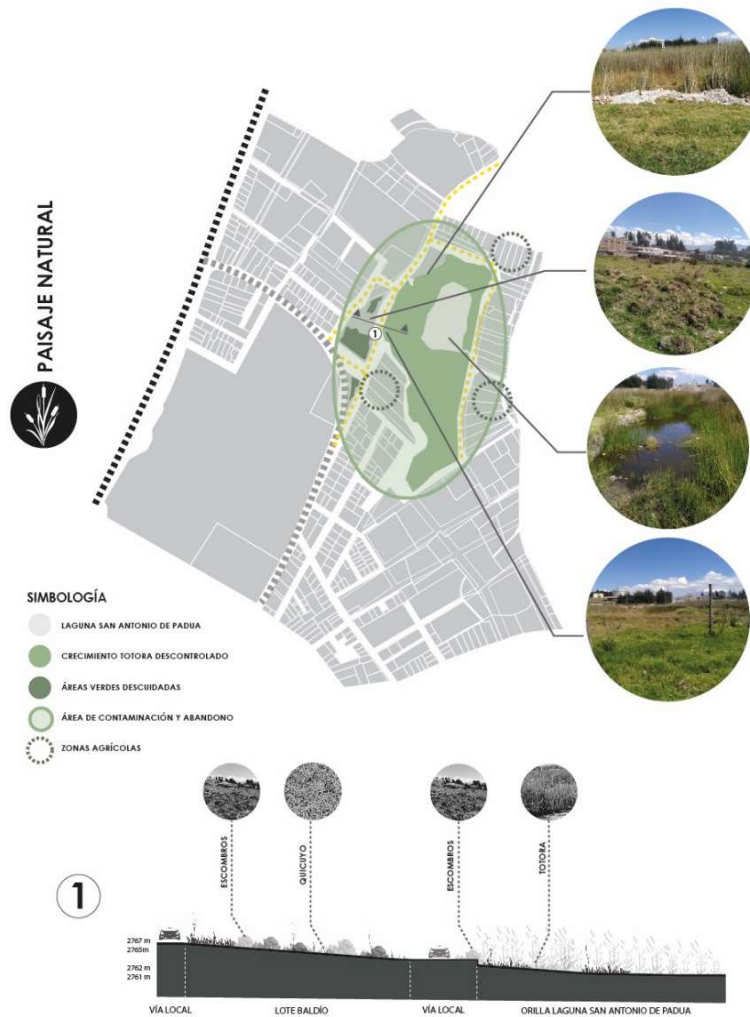 PAISAJE NATURAL
1
SIMBOLOGÍA
LAGUNA SAN ANTONIO DE PADUA
CRECIMIENTO TOTORA DESCONTROLADO
ÁREAS VERDES DESCUIDADAS
ÁREA DE CONTAMINACIÓN Y ABANDONO
ZONAS AGRÍCOLAS
1
ESCOMBROS
QUICUYO
ESCOMBROS
TOTORA
2767 m
2765m
2762 m
2761 m
VÍA LOCAL
LOTE BALDÍO
VÍA LOCAL
ORILLA LAGUNA SAN ANTONIO DE PADUA